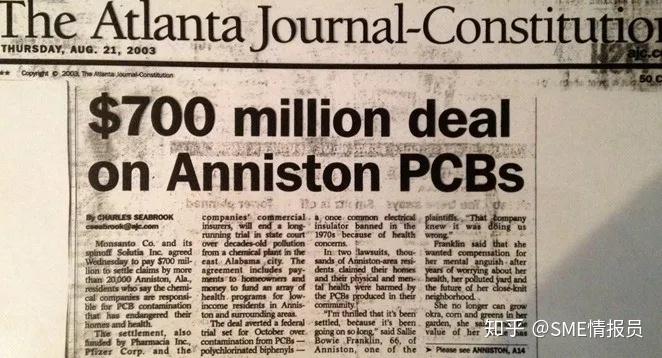 The Atlanta Journal-Constitution
THURSDAY, AUG. 21, 2003
ajc.c
★★ Copyright © 2003, The Atlanta Journal-Constitution
50 C
$700 million deal
on Anniston PCBs
By CHARLES SEABROOK
cseabrook@ajc.com
Monsanto Co. and its
spinoff Solutia Inc. agreed
Wednesday to pay $700 mil-
lion to settle claims by more
than 20,000 Anniston, Ala.,
residents who say the chemi-
cal companies are responsi-
ble for PCB contamination
that has endangered their
homes and health.
The settlement, also
funded by Pharmacia Inc.,
Pfizer Corp. and the
companies' commercial
insurers, will end a long-
running trial in state court
over decades-old pollution
from a chemical plant in the
east Alabama city. The
agreement includes pay-
ments to homeowners and
money to fund an array of
health programs for low-
income residents in Annis-
ton and surrounding areas.
The deal averted a federal
trial set for October over
contamination from PCBs —
polychlorinated biphenyls —
a once common electrical
insulator banned in the
1970s because of health
concerns.
In two lawsuits, thou-
sands of Anniston-area resi-
dents claimed their homes
and their physical and men-
tal health were harmed by
the PCBs produced in their
community.
"I'm thrilled that it's been
settled, because it's been
going on so long," said Sallie
Bowie Franklin, 66, of
Anniston, one of the
plaintiffs. "That company
knew it was doing us
wrong."
Franklin said that she
wanted compensation for
her mental anguish after
years of worrying about her
health, her polluted yard and
the future of her close-knit
neighborhood.
She no longer can grow
okra, corn and greens in her
garden, she sa
value of her
➤ Please see ANNISTON, A14
知乎 @SME情报员